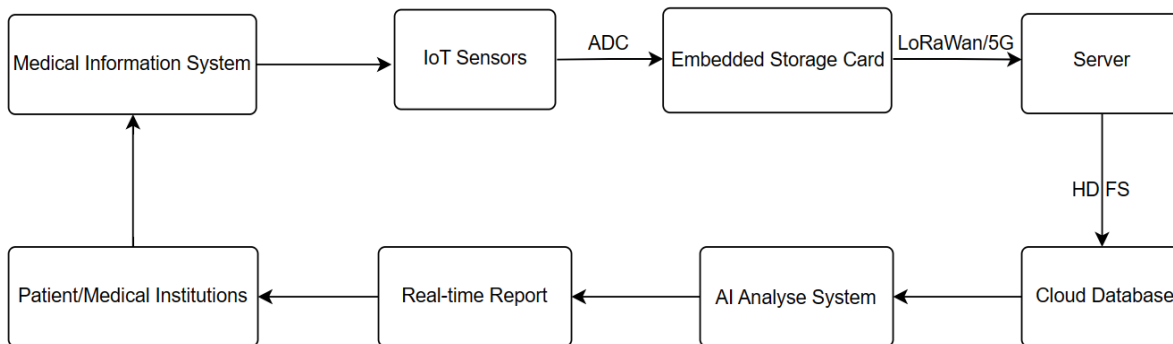 Medical Information System
IoT Sensors
ADC
Embedded Storage Card
LoRaWan/5G
Server
HDFS
Patient/Medical Institutions
Real-time Report
AI Analyse System
Cloud Database